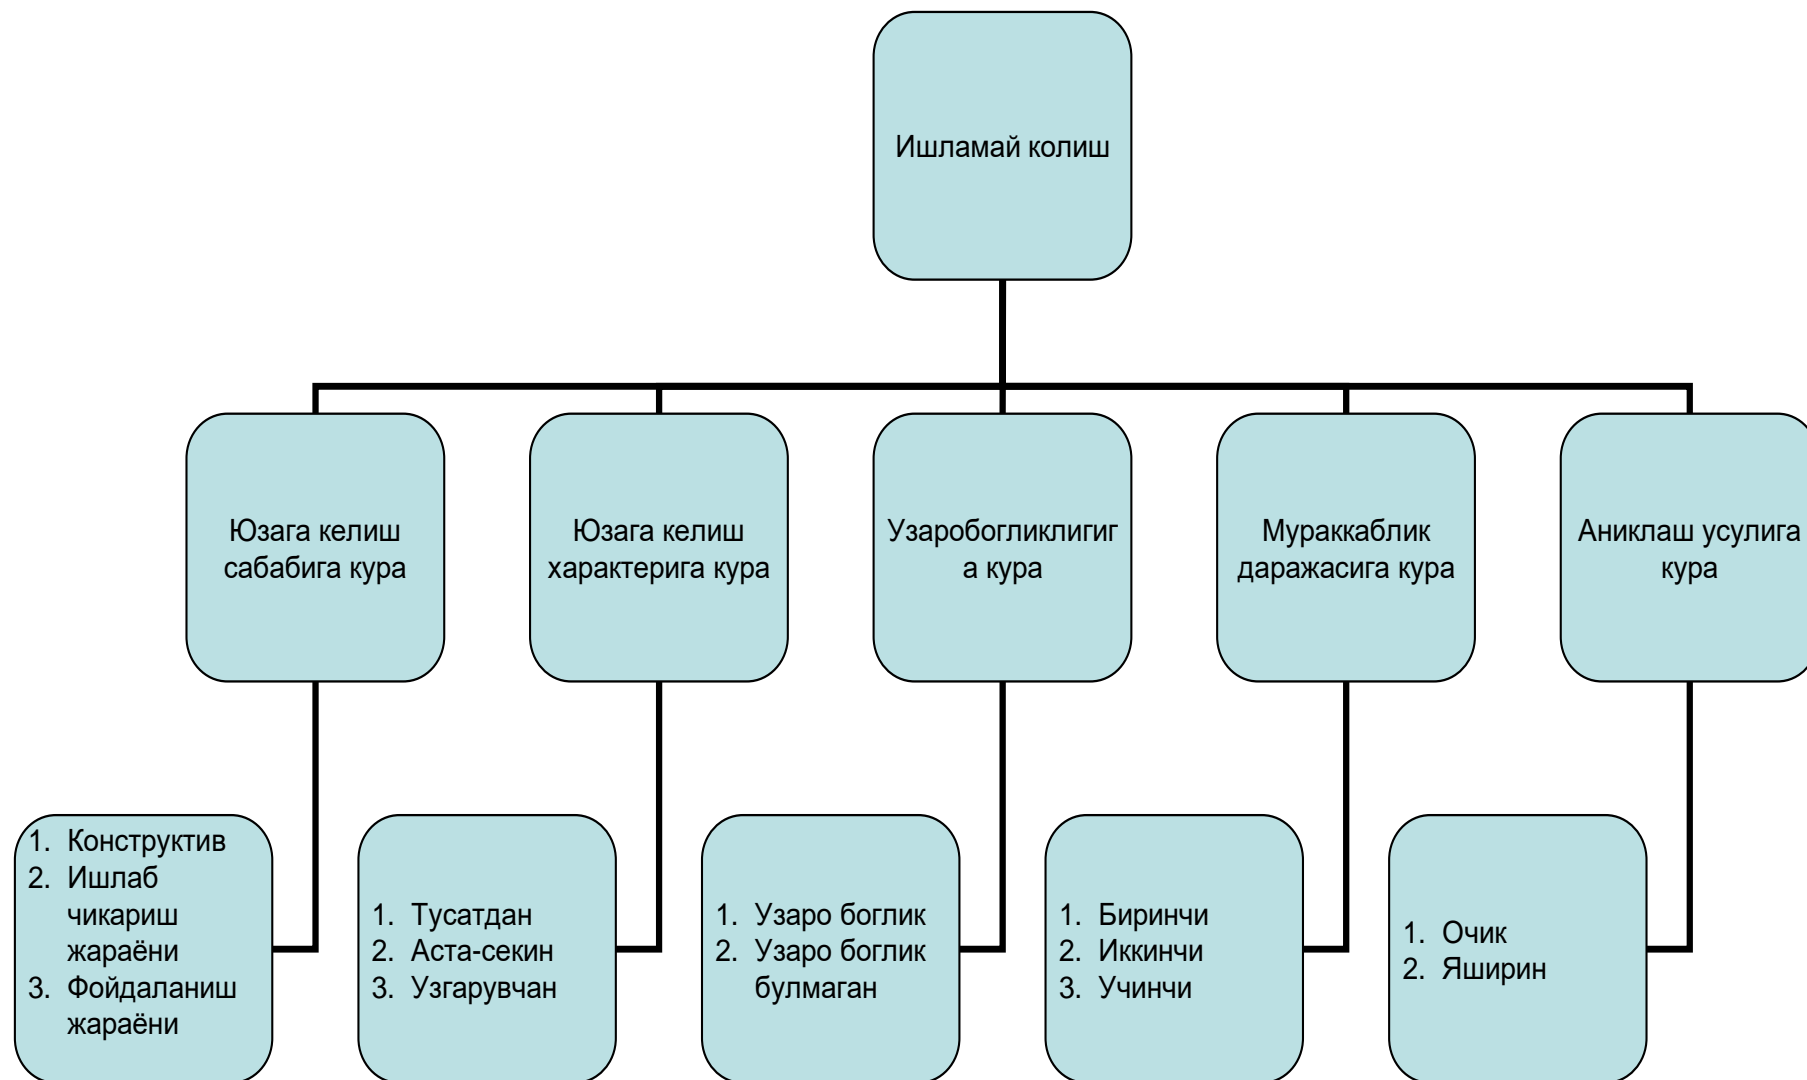 Ишламай колиш
Юзага келиш
сабабига кура
Юзага келиш
характерига кура
Узаробогликлигиг
а кура
Мураккаблик
даражасига кура
Аниклаш усулига
кура
1. Конструктив
2. Ишлаб
чикариш
жараёни
3. Фойдаланиш
жараёни
1. Тусатдан
2. Аста-секин
3. Узгарувчан
1. Узаро боглик
2. Узаро боглик
булмаган
1. Биринчи
2. Иккинчи
3. Учинчи
1. Очик
2. Яширин